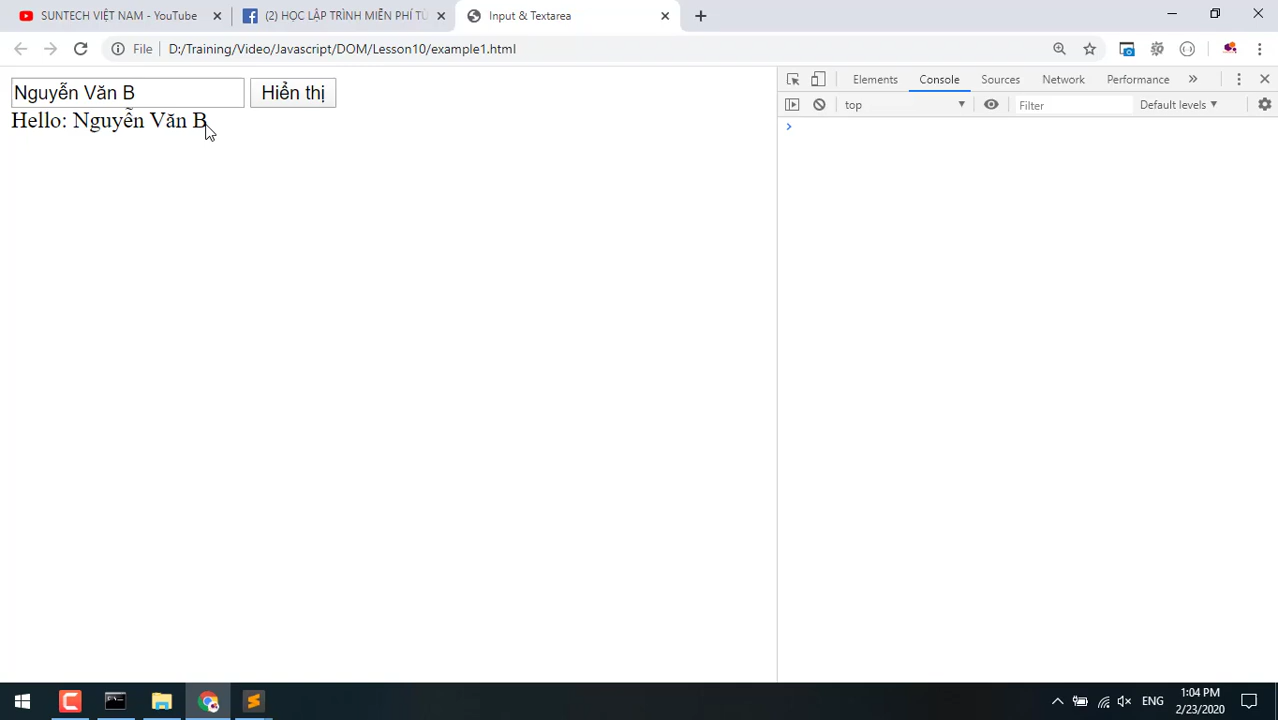 SUNTECH VIỆT NAM - YouTube
(2) HỌC LẬP TRÌNH MIỄN PHÍ TỪ
Input & Textarea
File
D:/Training/Video/Javascript/DOM/Lesson10/example1.html
Nguyễn Văn B
Hiển thị
Hello: Nguyễn Văn B
Elements
Console
Sources
Network
Performance
top
Filter
Default levels
ENG
1:04 PM
2/23/2020